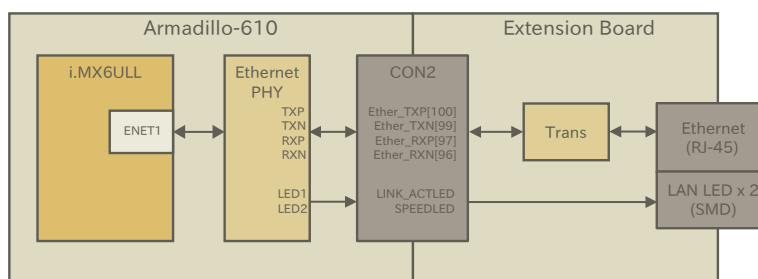 Armadillo-610
Extension Board
i.MX6ULL
ENET1
Ethernet
PHY
TXP
TXN
RXP
RXN
LED1
LED2
CON2
Ether_TXP[100]
Ether_TXN[99]
Ether_RXP[97]
Ether_RXN[96]
LINK_ACTLED
SPEEDLED
Trans
Ethernet
(RJ-45)
LAN LED x 2
(SMD)